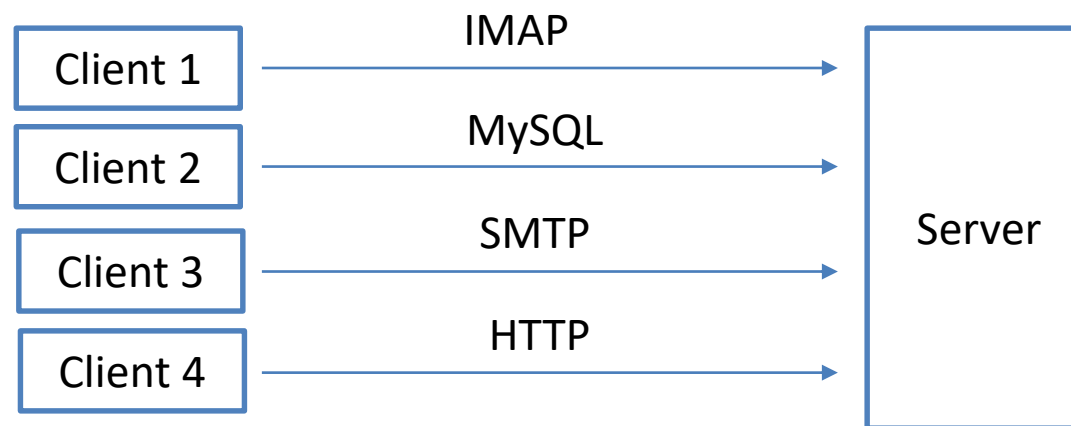 IMAP
Client 1
MySQL
Client 2
SMTP
Server
Client 3
HTTP
Client 4